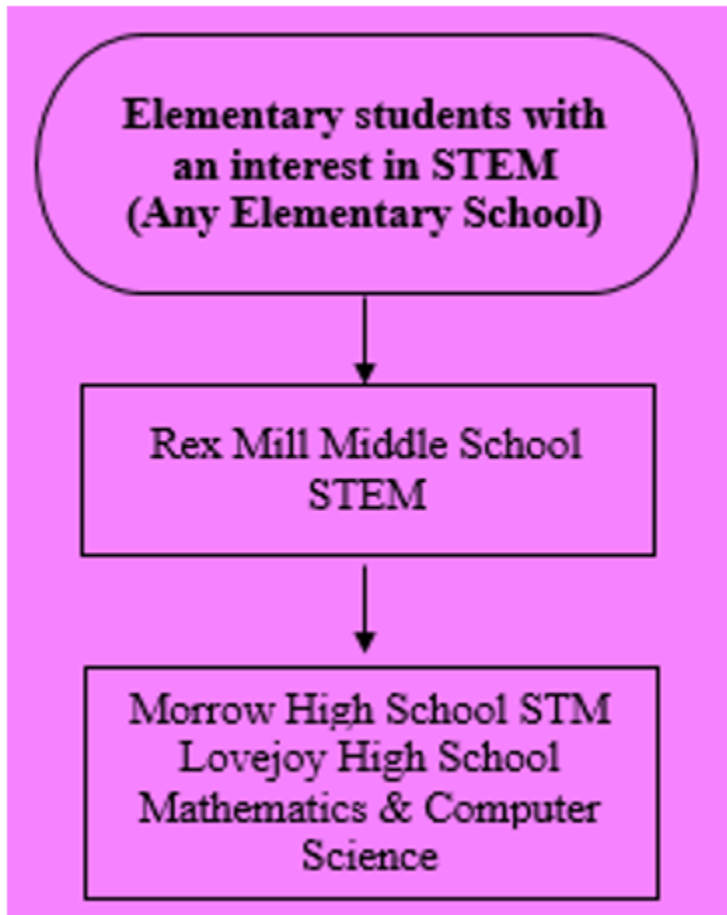 Elementary students with
an interest in STEM
(Any Elementary School)
Rex Mill Middle School
STEM
Morrow High School STM
Lovejoy High School
Mathematics & Computer
Science